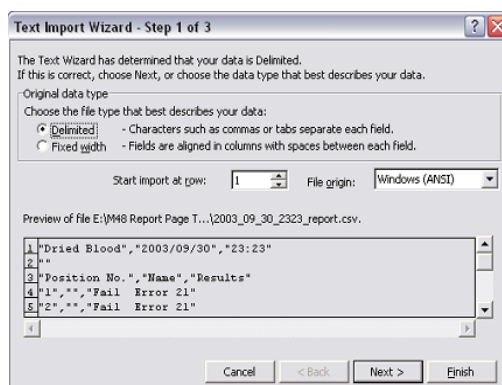 Text Import Wizard - Step 1 of 3
The Text Wizard has determined that your data is Delimited.
If this is correct, choose Next, or choose the data type that best describes your data.
Original data type
Choose the file type that best describes your data:
Delimited - Characters such as commas or tabs separate each field.
Fixed width - Fields are aligned in columns with spaces between each field.
Start import at row: 1 File origin: Windows (ANSI)
Preview of file E:\M48 Report Page T...\2003_09_30_2323_report.csv.
1 "Dried Blood","2003/09/30","23:23"
2 ""
3 "Position No.","Name","Results"
4 "1","","Fail  Error 21"
5 "2","","Fail  Error 21"
Cancel < Back Next > Finish